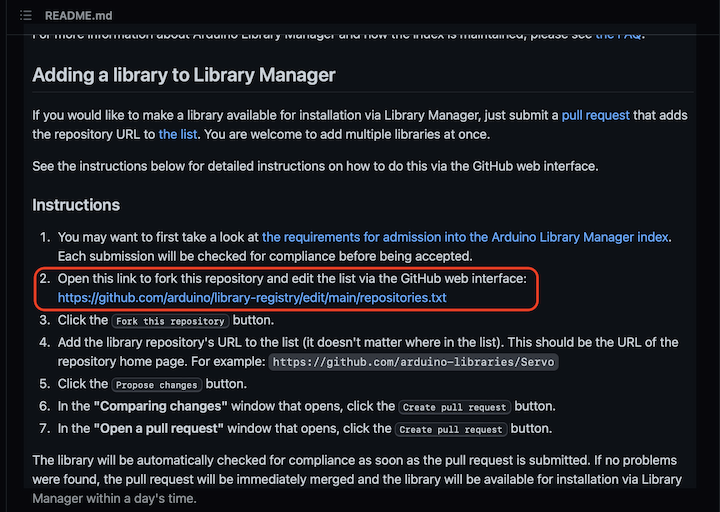 README.md
For more information about Arduino Library Manager and how the index is maintained, please see the FAQ.
Adding a library to Library Manager
If you would like to make a library available for installation via Library Manager, just submit a pull request that adds
the repository URL to the list. You are welcome to add multiple libraries at once.
See the instructions below for detailed instructions on how to do this via the GitHub web interface.
Instructions
1. You may want to first take a look at the requirements for admission into the Arduino Library Manager index.
Each submission will be checked for compliance before being accepted.
2. Open this link to fork this repository and edit the list via the GitHub web interface:
https://github.com/arduino/library-registry/edit/main/repositories.txt
3. Click the Fork this repository button.
4. Add the library repository's URL to the list (it doesn't matter where in the list). This should be the URL of the
repository home page. For example: https://github.com/arduino-libraries/Servo
5. Click the Propose changes button.
6. In the "Comparing changes" window that opens, click the Create pull request button.
7. In the "Open a pull request" window that opens, click the Create pull request button.
The library will be automatically checked for compliance as soon as the pull request is submitted. If no problems
were found, the pull request will be immediately merged and the library will be available for installation via Library
Manager within a day's time.